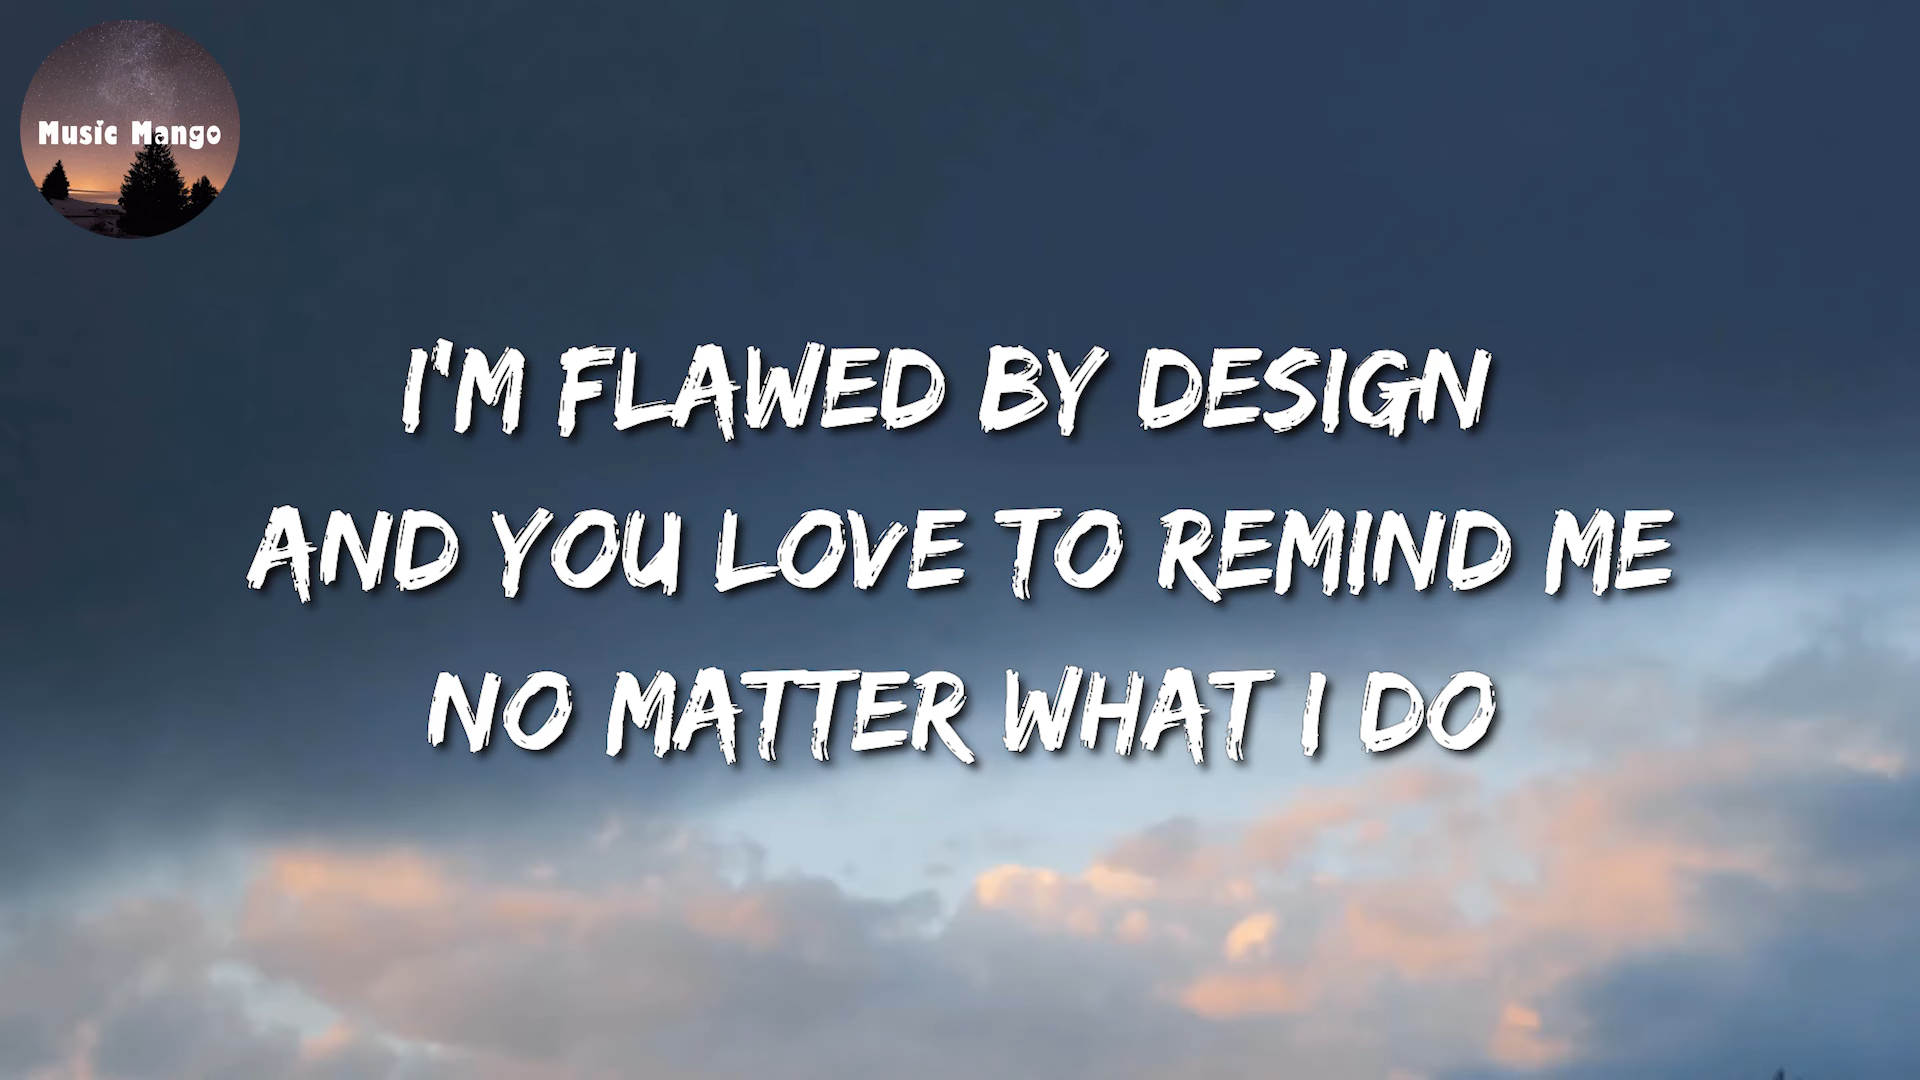 Music Mango
I'M FLAWED BY DESIGN
AND YOU LOVE TO REMIND ME
NO MATTER WHAT I DO